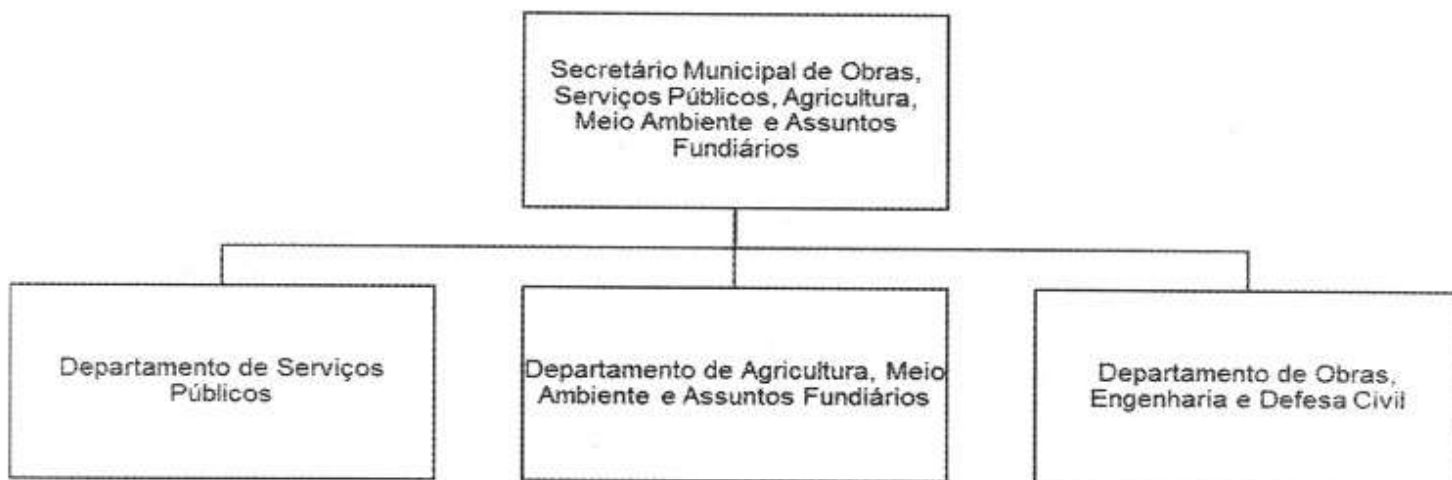 Secretário Municipal de Obras,
Serviços Públicos, Agricultura,
Meio Ambiente e Assuntos
Fundiários
Departamento de Serviços
Públicos
Departamento de Agricultura, Meio
Ambiente e Assuntos Fundiários
Departamento de Obras,
Engenharia e Defesa Civil